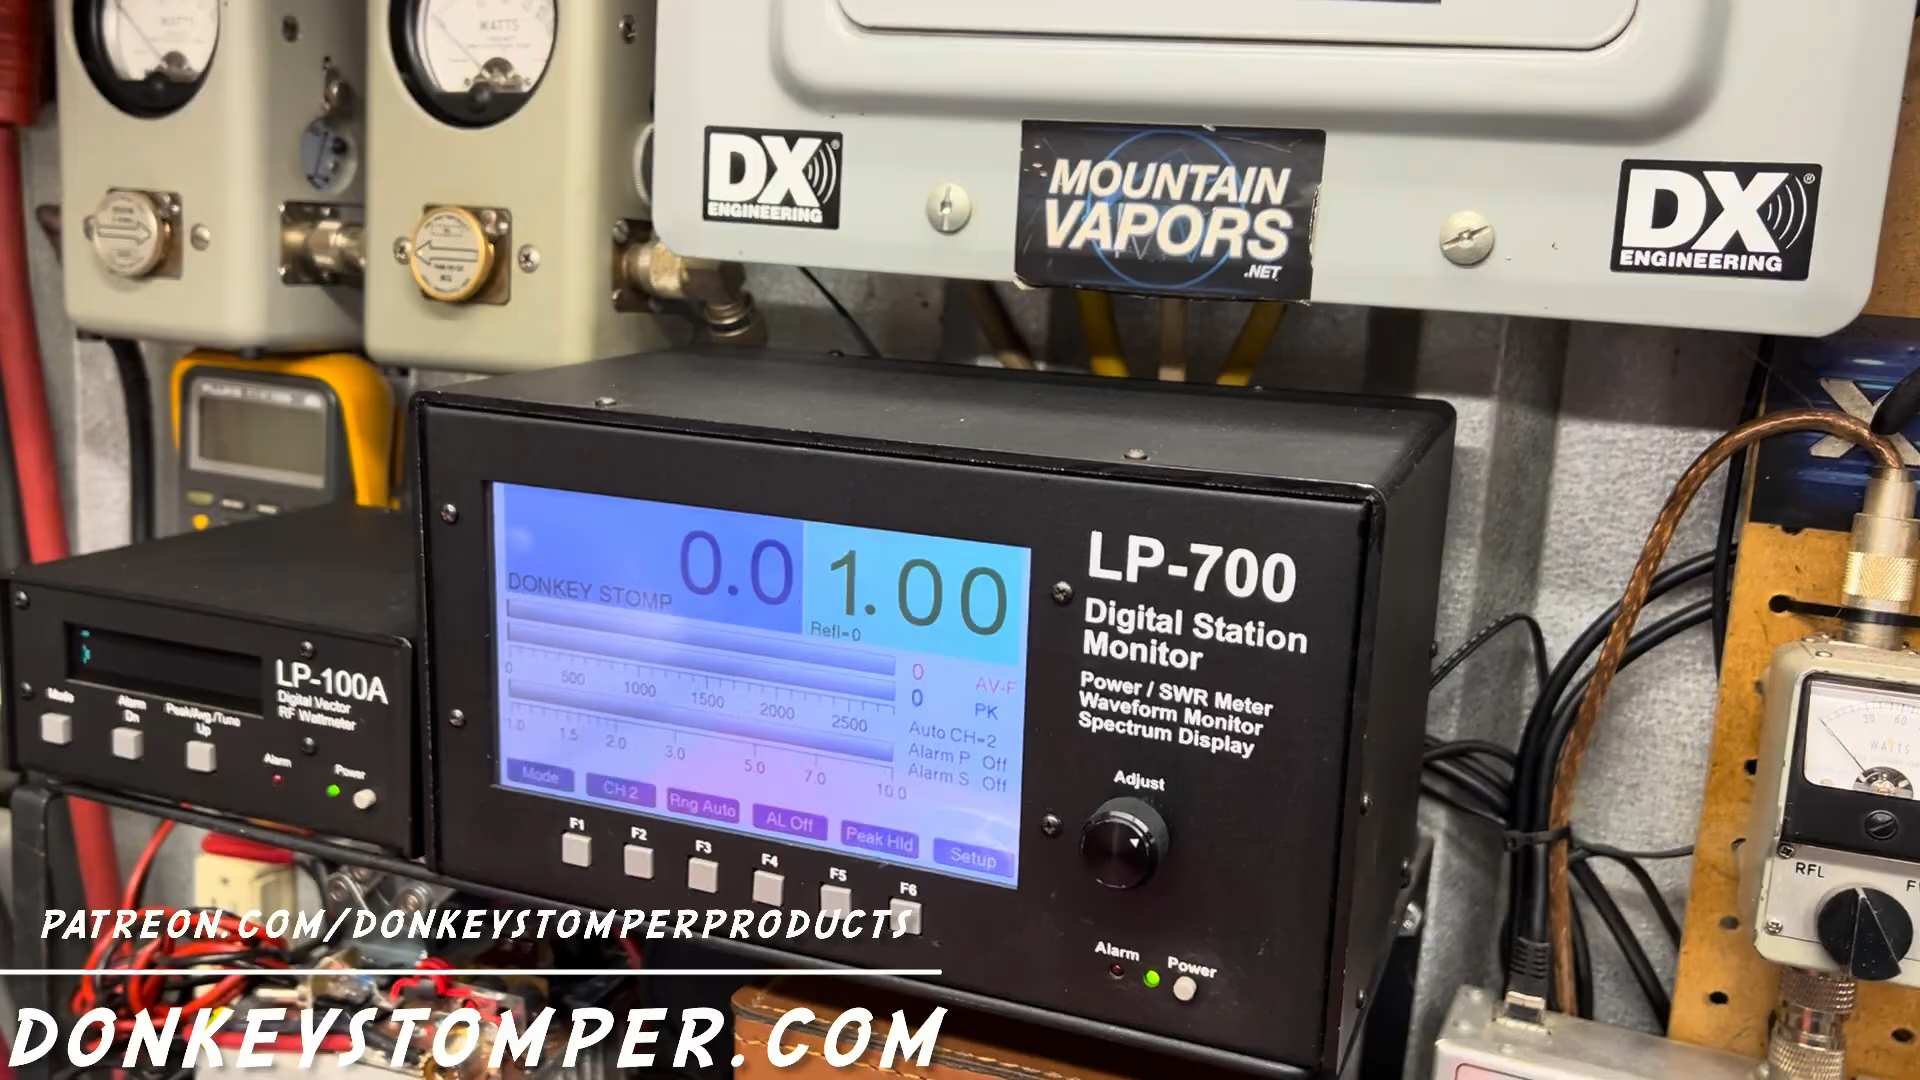 WATTS
WATTS
DX®
ENGINEERING
MOUNTAIN
VAPORS
.NET
DX®
ENGINEERING
FLUKE
LP-100A
Digital Vector
RF Wattmeter
Mode
Alarm
Dn
Peak/Avg./Tune
Up
Alarm
Power
0.0
1.00
DONKEY STOMP
Refl=0
0 500 1000 1500 2000 2500
0 AV-F
0 PK
Auto CH=2
Alarm P Off
Alarm S Off
1.0 1.5 2.0 3.0 5.0 7.0 10.0
Mode CH 2 Rng Auto AL Off Peak Hld Setup
F1 F2 F3 F4 F5 F6
LP-700
Digital Station
Monitor
Power / SWR Meter
Waveform Monitor
Spectrum Display
Adjust
Alarm Power
30 60
WATTS
RFL
PATREON.COM/DONKEYSTOMPERPRODUCTS
DONKEYSTOMPER.COM